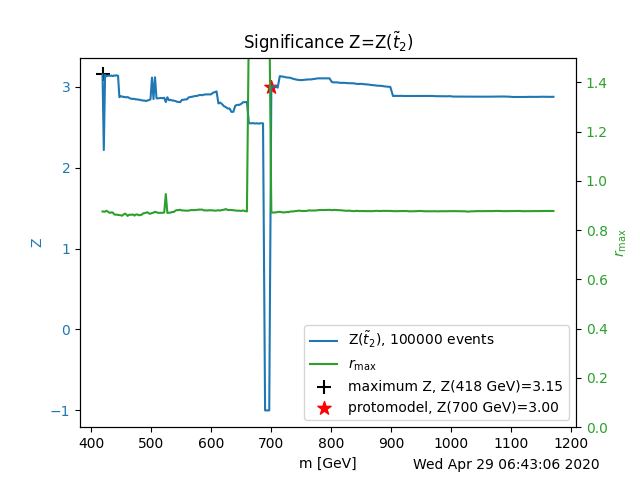 Significance Z=Z(t̃₂)
3
2
1
0
−1
Z
1.4
1.2
1.0
0.8
0.6
0.4
0.2
0.0
r_max
Z(t̃₂), 100000 events
r_max
maximum Z, Z(418 GeV)=3.15
protomodel, Z(700 GeV)=3.00
400 500 600 700 800 900 1000 1100 1200
m [GeV]
Wed Apr 29 06:43:06 2020